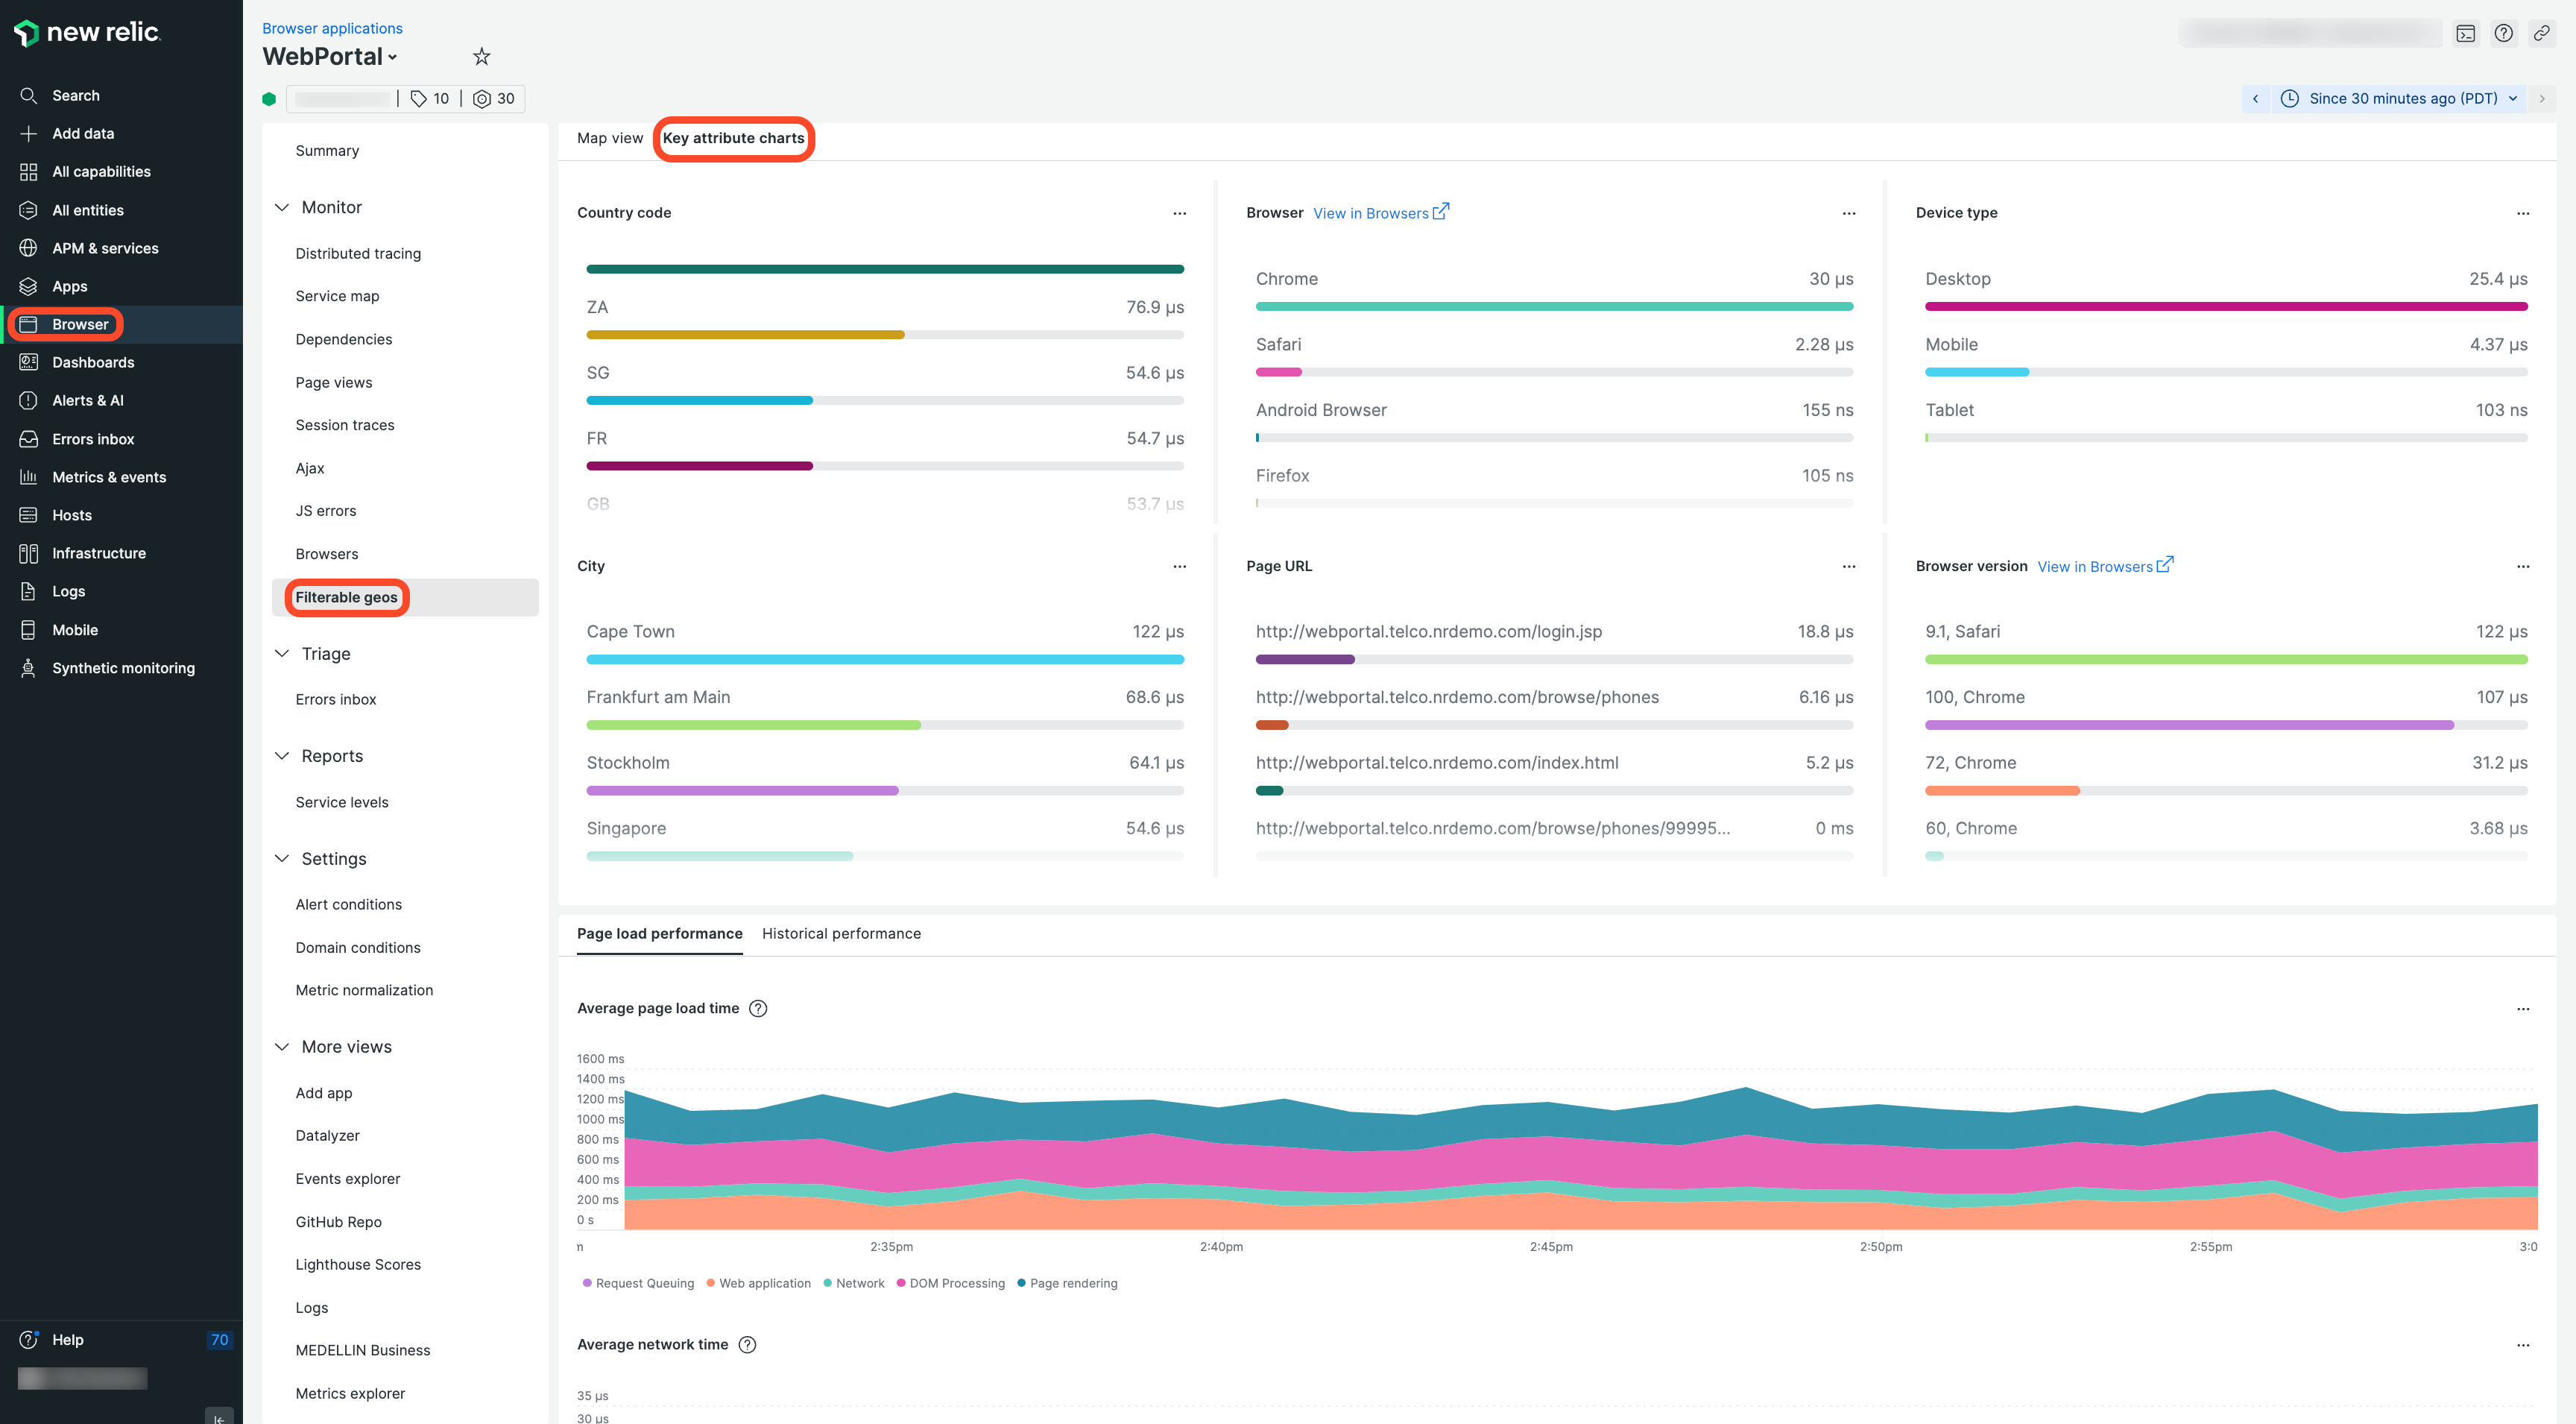 new relic
Search
Add data
All capabilities
All entities
APM & services
Apps
Browser
Dashboards
Alerts & AI
Errors inbox
Metrics & events
Hosts
Infrastructure
Logs
Mobile
Synthetic monitoring
Help 70
Browser applications
WebPortal
10 | 30
Since 30 minutes ago (PDT)
Summary
Monitor
Distributed tracing
Service map
Dependencies
Page views
Session traces
Ajax
JS errors
Browsers
Filterable geos
Triage
Errors inbox
Reports
Service levels
Settings
Alert conditions
Domain conditions
Metric normalization
More views
Add app
Datalyzer
Events explorer
GitHub Repo
Lighthouse Scores
Logs
MEDELLIN Business
Metrics explorer
Map view Key attribute charts
Country code
ZA 76.9 µs
SG 54.6 µs
FR 54.7 µs
GB 53.7 µs
Browser View in Browsers
Chrome 30 µs
Safari 2.28 µs
Android Browser 155 ns
Firefox 105 ns
Device type
Desktop 25.4 µs
Mobile 4.37 µs
Tablet 103 ns
City
Cape Town 122 µs
Frankfurt am Main 68.6 µs
Stockholm 64.1 µs
Singapore 54.6 µs
Page URL
http://webportal.telco.nrdemo.com/login.jsp 18.8 µs
http://webportal.telco.nrdemo.com/browse/phones 6.16 µs
http://webportal.telco.nrdemo.com/index.html 5.2 µs
http://webportal.telco.nrdemo.com/browse/phones/99995... 0 ms
Browser version View in Browsers
9.1, Safari 122 µs
100, Chrome 107 µs
72, Chrome 31.2 µs
60, Chrome 3.68 µs
Page load performance Historical performance
Average page load time
1600 ms
1400 ms
1200 ms
1000 ms
800 ms
600 ms
400 ms
200 ms
0 s
m 2:35pm 2:40pm 2:45pm 2:50pm 2:55pm 3:0
Request Queuing Web application Network DOM Processing Page rendering
Average network time
35 µs
30 µs